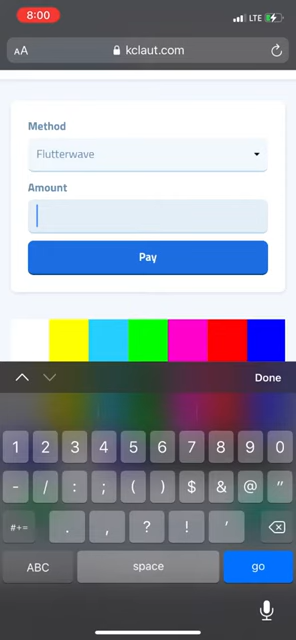 8:00
LTE
AA
kclaut.com
Method
Flutterwave
Amount
Pay
Done
1 2 3 4 5 6 7 8 9 0
- / : ; ( ) $ & @ "
#+= . , ? ! '
ABC space go